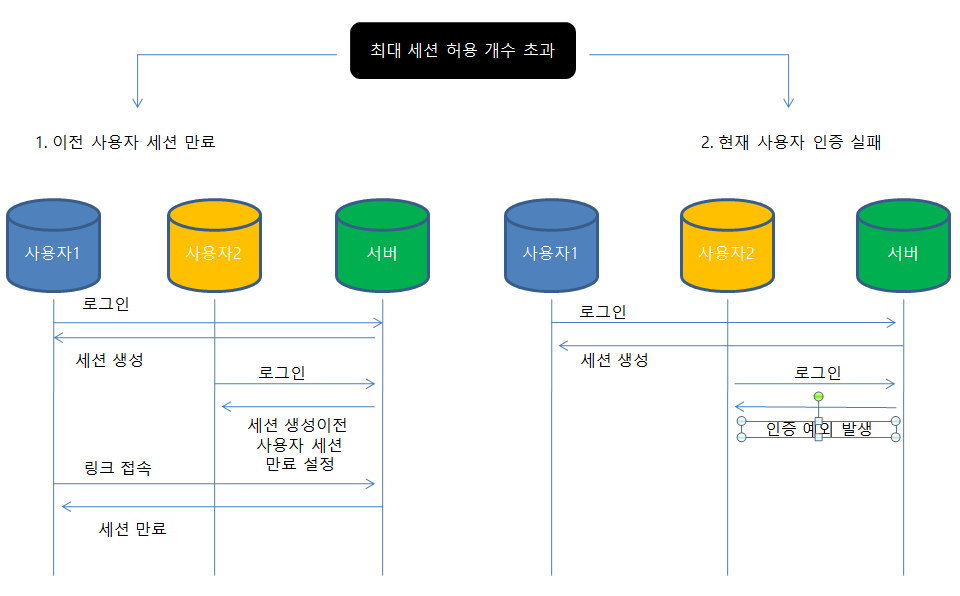 최대 세션 허용 개수 초과
1. 이전 사용자 세션 만료
2. 현재 사용자 인증 실패
사용자1
사용자2
서버
사용자1
사용자2
서버
로그인
세션 생성
로그인
세션 생성이전
사용자 세션
만료 설정
링크 접속
세션 만료
로그인
세션 생성
로그인
인증 예외 발생